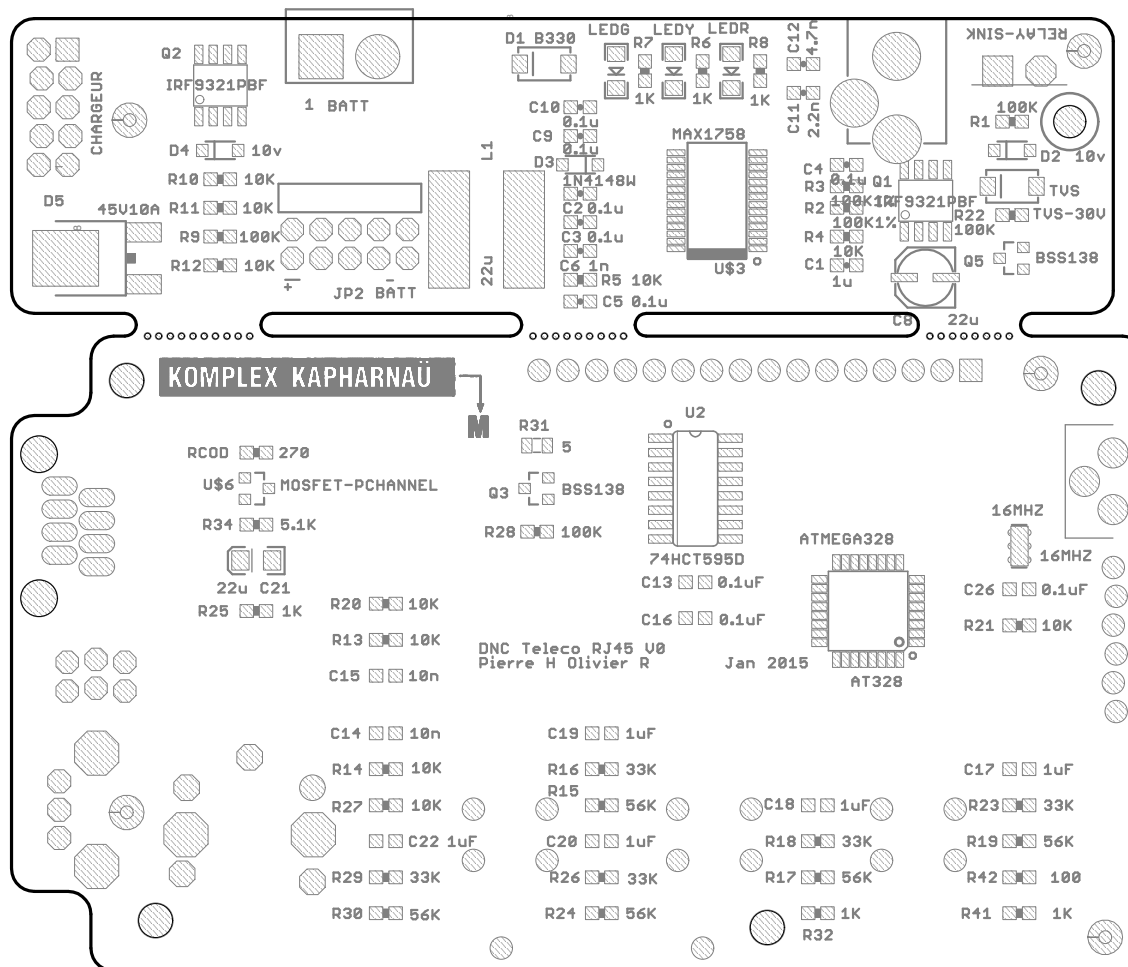 LEDG LEDY LEDR
D1 B330
R7 R6 R8
C12 4.7n
RELAY-SINK
Q2
IRF9321PBF
CHARGEUR
1 BATT
1K 1K 1K
C11 2.2n
C10 0.1u
C9 0.1u
MAX1758
100K
R1
D4 10v
L1
D3
1N4148W
D2 10v
R10 10K
C4 0.1u
R3 100K1%
Q1
IRF9321PBF
TVS
TVS-30V
D5
45V10A
R11 10K
C2 0.1u
R2 100K1%
R22 100K
R9 100K
C3 0.1u
R4 10K
Q5 BSS138
R12 10K
C6 1n
U$3
C1 1u
22u
R5 10K
+ -
JP2 BATT
C5 0.1u
C8 22u
KOMPLEX KAPHARNAÜ
M
U2
R31
5
RCOD 270
U$6 MOSFET-PCHANNEL
Q3 BSS138
16MHZ
R34 5.1K
R28 100K
ATMEGA328
74HCT595D
16MHZ
22u C21
C13 0.1uF
C26 0.1uF
R25 1K
R20 10K
C16 0.1uF
R21 10K
R13 10K
DNC Teleco RJ45 V0
Pierre H Olivier R Jan 2015
C15 10n
AT328
C14 10n
C19 1uF
R14 10K
R16 33K
C17 1uF
R15 56K
R27 10K
C18 1uF
R23 33K
C22 1uF
C20 1uF
R18 33K
R19 56K
R29 33K
R26 33K
R17 56K
R42 100
R30 56K
R24 56K
1K
R32
R41 1K